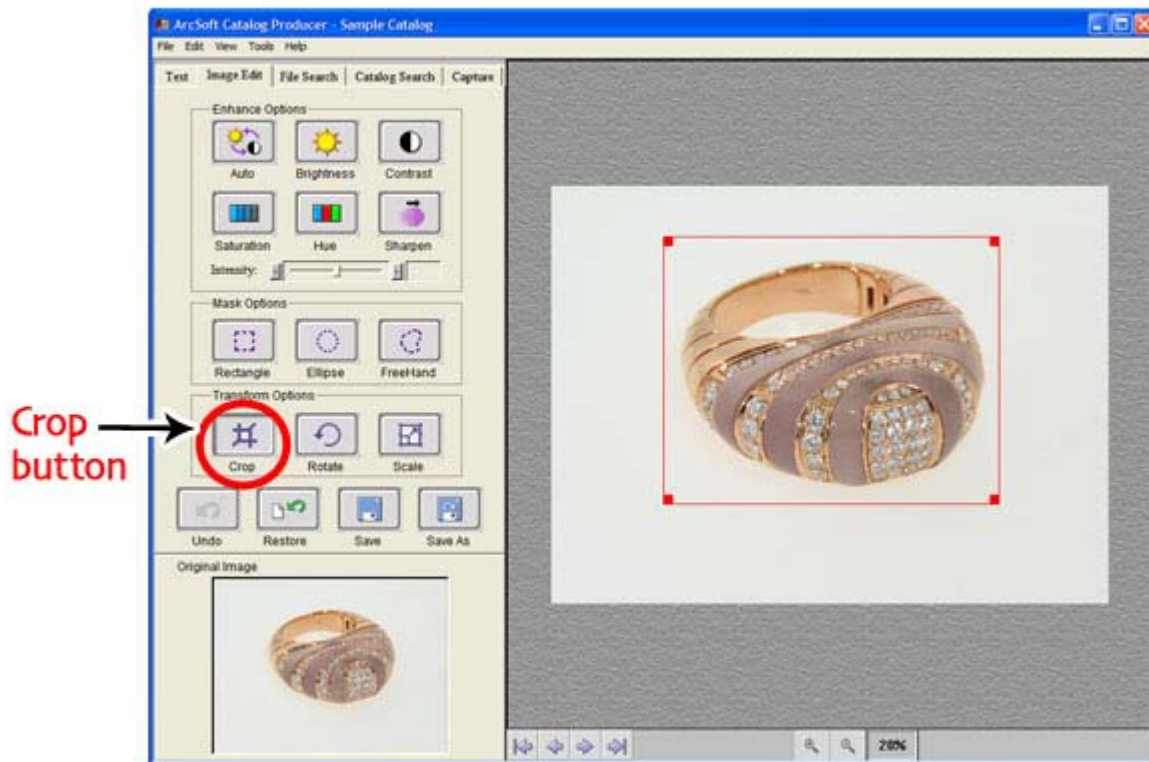 ArcSoft Catalog Producer - Sample Catalog
File Edit View Tools Help
Text Image Edit File Search Catalog Search Capture
Enhance Options
Auto Brightness Contrast
Saturation Hue Sharpen
Intensity:
Mask Options
Rectangle Ellipse FreeHand
Transform Options
Crop Rotate Scale
Crop
button
Undo Restore Save Save As
Original Image
20%